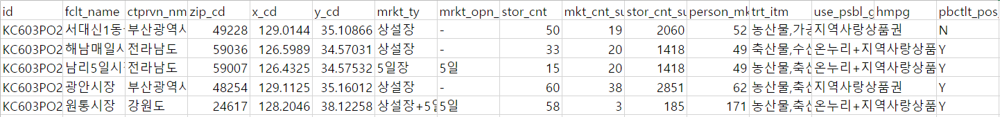 id fclt_name ctprvn_nm zip_cd x_cd y_cd mrkt_ty mrkt_opn_ stor_cnt mkt_cnt_su stor_cnt_su person_mk trt_itm use_psbl_g hmpg pbctlt_pos
KC603PO2 서대신1동 부산광역시 49228 129.0144 35.10866 상설장 - 50 19 2060 52 농산물,가공 지역사랑상품권 N
KC603PO2 해남매일시 전라남도 59036 126.5989 34.57031 상설장 - 33 20 1418 49 축산물,수산 온누리+지역사랑상품 Y
KC603PO2 남리5일시장 전라남도 59007 126.4325 34.57532 5일장 5일 15 20 1418 49 농산물,축산 온누리+지역사랑상품 Y
KC603PO2 광안시장 부산광역시 48254 129.1125 35.16012 상설장 - 60 38 2851 62 농산물,축산 지역사랑상품권 Y
KC603PO2 원통시장 강원도 24617 128.2046 38.12258 상설장+5일 5일 58 3 185 171 농산물,축산 온누리+지역사랑상품 Y